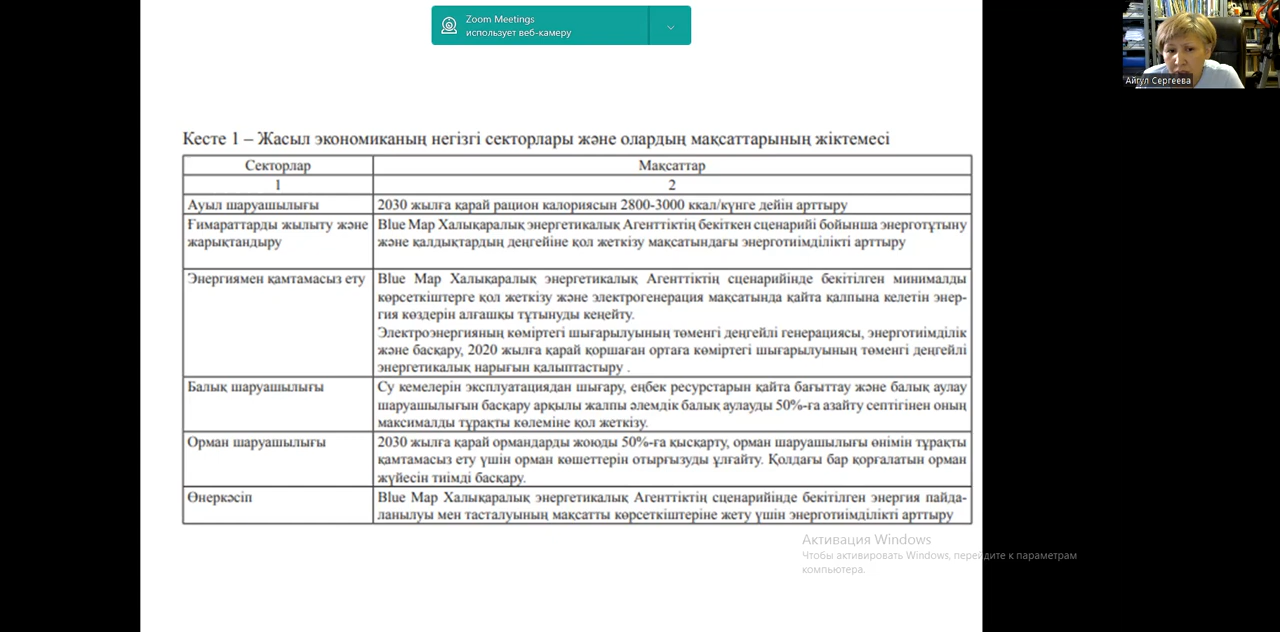 Zoom Meetings
использует веб-камеру
Айгул Сергеева
Кесте 1 – Жасыл экономиканың негізгі секторлары және олардың мақсаттарының жіктемесі
Секторлар
Мақсаттар
1
2
Ауыл шаруашылығы
2030 жылға қарай рацион калориясын 2800-3000 ккал/күнге дейін арттыру
Ғимараттарды жылыту және
жарықтандыру
Blue Map Халықаралық энергетикалық Агенттіктің бекіткен сценарийі бойынша энерготұтыну
және қалдықтардың деңгейіне қол жеткізу мақсатындағы энерготиімділікті арттыру
Энергиямен қамтамасыз ету
Blue Map Халықаралық энергетикалық Агенттіктің сценарийінде бекітілген минималды
көрсеткіштерге қол жеткізу және электрогенерация мақсатында қайта қалпына келетін энер-
гия көздерін алғашқы тұтынуды кеңейту.
Электроэнергияның көміртегі шығарылуының төменгі деңгейлі генерациясы, энерготиімділік
және басқару, 2020 жылға қарай қоршаған ортаға көміртегі шығарылуының төменгі деңгейлі
энергетикалық нарығын қалыптастыру .
Балық шаруашылығы
Су кемелерін эксплуатациядан шығару, еңбек ресурстарын қайта бағыттау және балық аулау
шаруашылығын басқару арқылы жалпы әлемдік балық аулауды 50%-ға азайту септігінен оның
максималды тұрақты көлеміне қол жеткізу.
Орман шаруашылығы
2030 жылға қарай ормандарды жоюды 50%-ға қысқарту, орман шаруашылығы өнімін тұрақты
қамтамасыз ету үшін орман көшеттерін отырғызуды ұлғайту. Қолдағы бар қорғалатын орман
жүйесін тиімді басқару.
Өнеркәсіп
Blue Map Халықаралық энергетикалық Агенттіктің сценарийінде бекітілген энергия пайда-
ланылуы мен тасталуының мақсатты көрсеткіштеріне жету үшін энерготиімділікті арттыру
Активация Windows
Чтобы активировать Windows, перейдите к параметрам
компьютера.